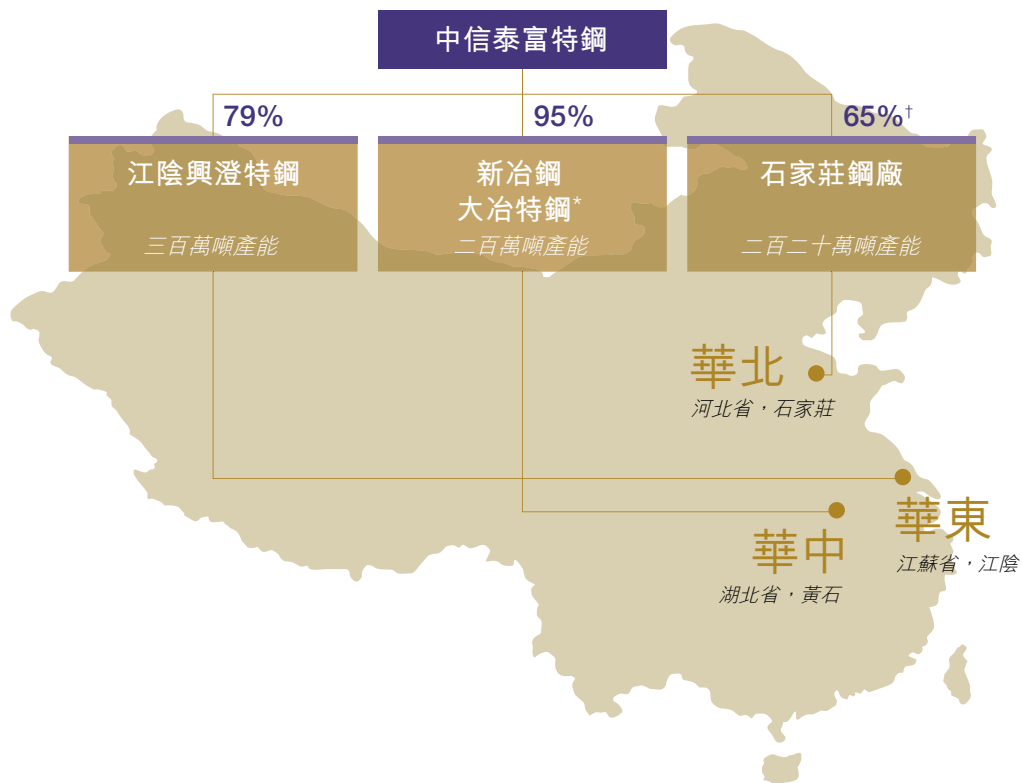 中信泰富特鋼
79%
95%
65%†
江陰興澄特鋼
三百萬噸產能
新冶鋼
大冶特鋼*
二百萬噸產能
石家莊鋼廠
二百二十萬噸產能
華北
河北省，石家莊
華東
江蘇省，江陰
華中
湖北省，黃石